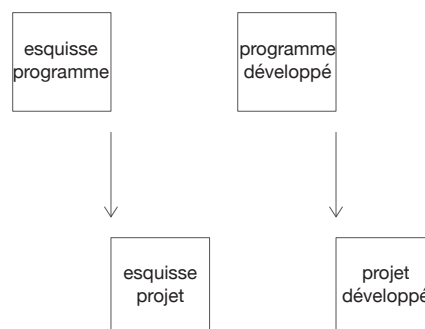 esquisse
programme
programme
développé
esquisse
projet
projet
développé